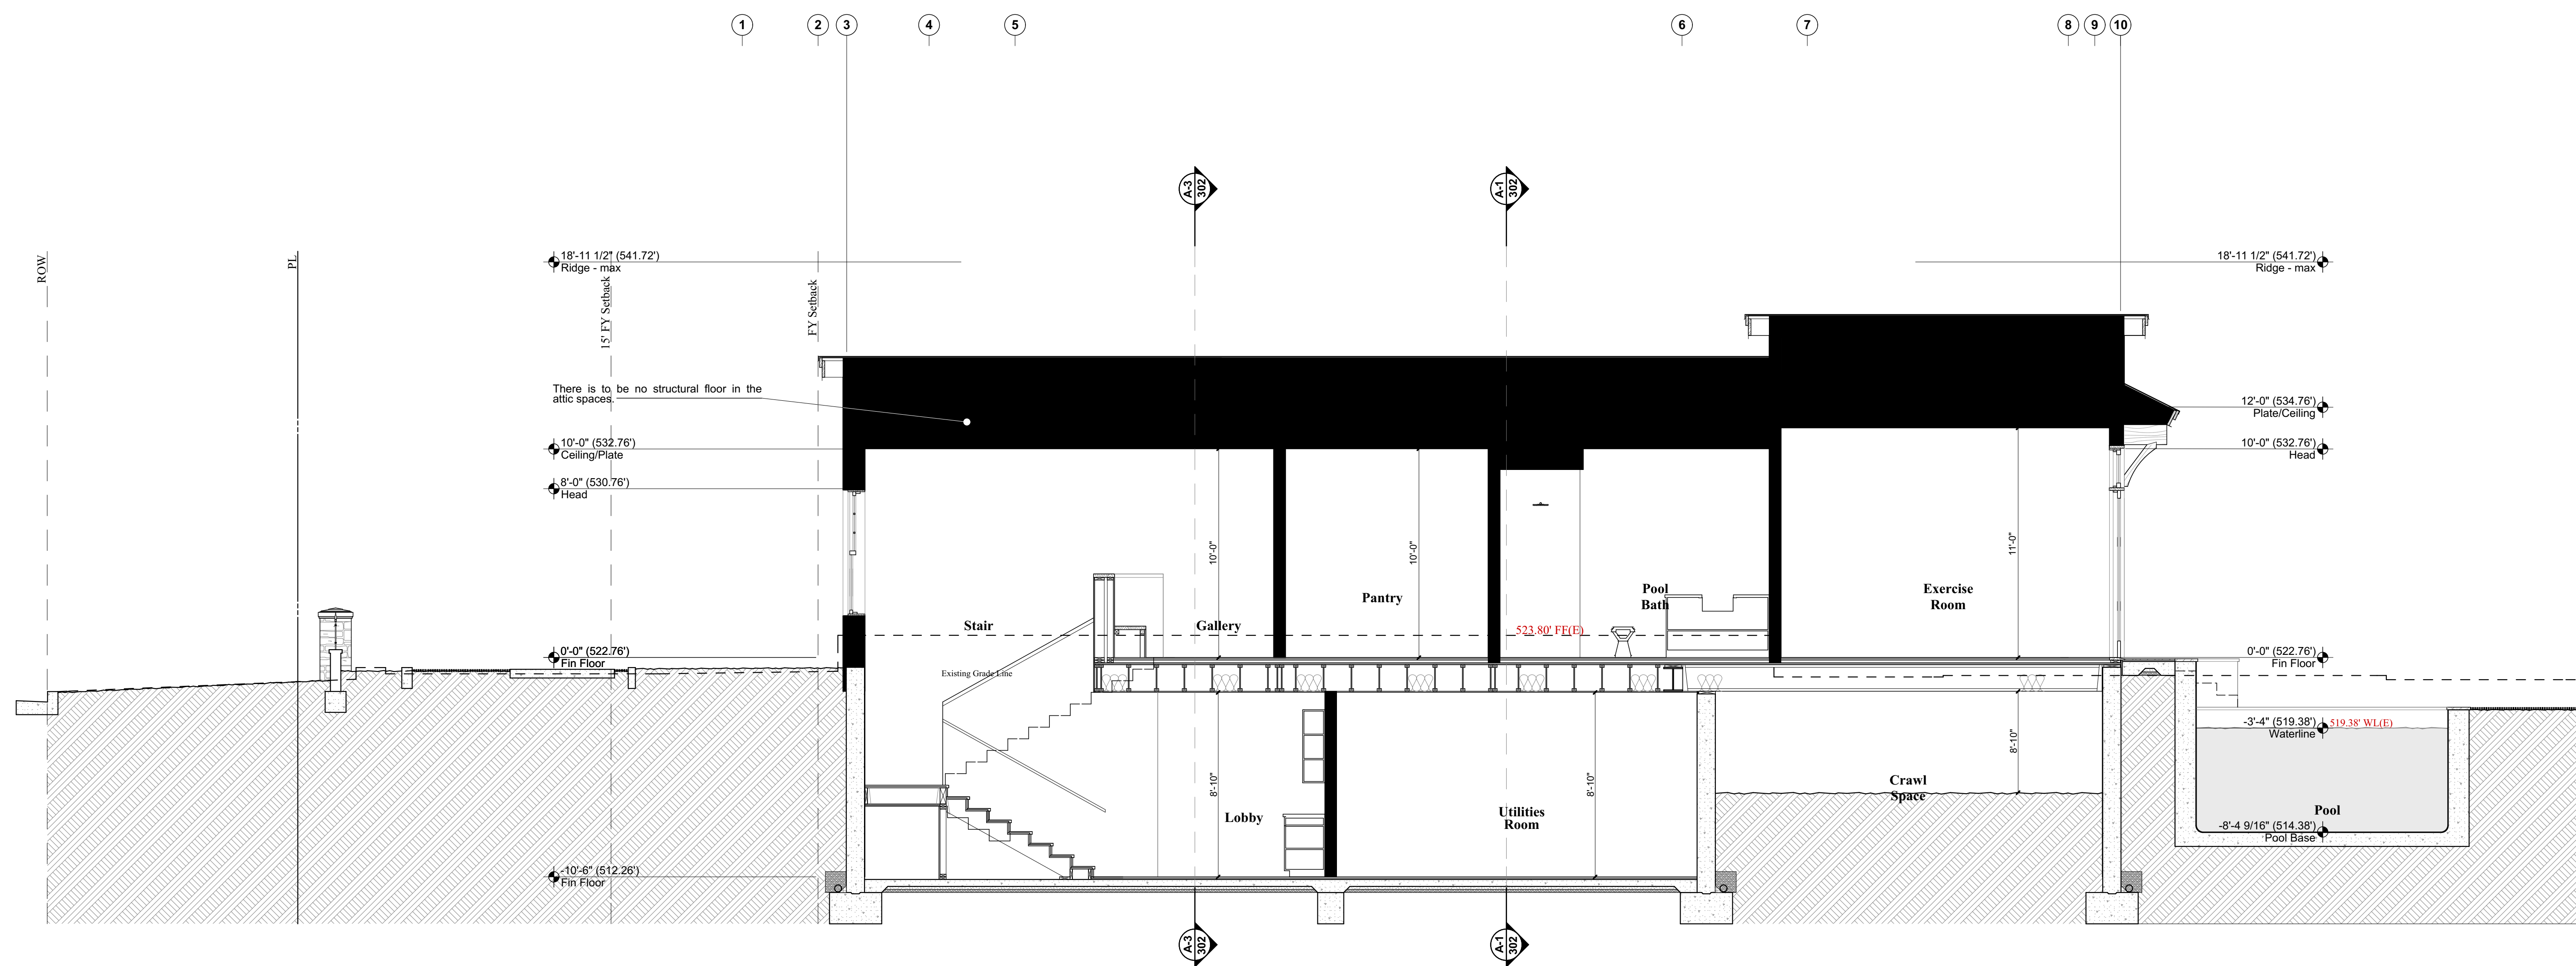 1 2 3 4 5 6 7 8 9 10
A-3
302
A-1
302
ROW
PL
15' FY Setback
FY Setback
18'-11 1/2" (541.72')
Ridge - max
18'-11 1/2" (541.72')
Ridge - max
There is to be no structural floor in the
attic spaces.
12'-0" (534.76')
Plate/Ceiling
10'-0" (532.76')
Ceiling/Plate
10'-0" (532.76')
Head
8'-0" (530.76')
Head
10'-0"
10'-0"
11'-0"
Stair
Gallery
Pantry
Pool
Bath
Exercise
Room
523.80' FF(E)
0'-0" (522.76')
Fin Floor
0'-0" (522.76')
Fin Floor
Existing Grade Line
-3'-4" (519.38')
Waterline
519.38' WL(E)
8'-10"
8'-10"
8'-10"
Lobby
Utilities
Room
Crawl
Space
Pool
-8'-4 9/16" (514.38')
Pool Base
-10'-6" (512.26')
Fin Floor
A-3
302
A-1
302